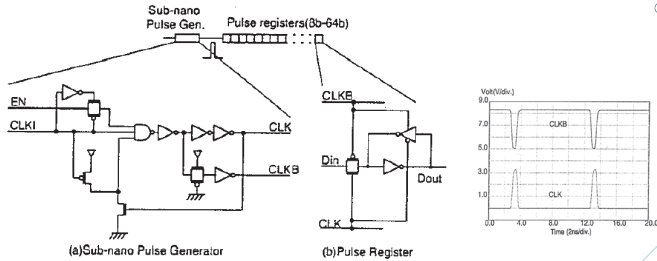 Sub-nano
Pulse Gen.
Pulse registers(8b-64b)
EN
CLKI
CLK
CLKB
(a)Sub-nano Pulse Generator
CLKB
Din
Dout
CLK
(b)Pulse Register
Volt(V/div.)
9.0
7.0
5.0
3.0
1.0
CLKB
CLK
0.0 4.0 8.0 12.0 16.0 20.0
Time (2ns/div.)